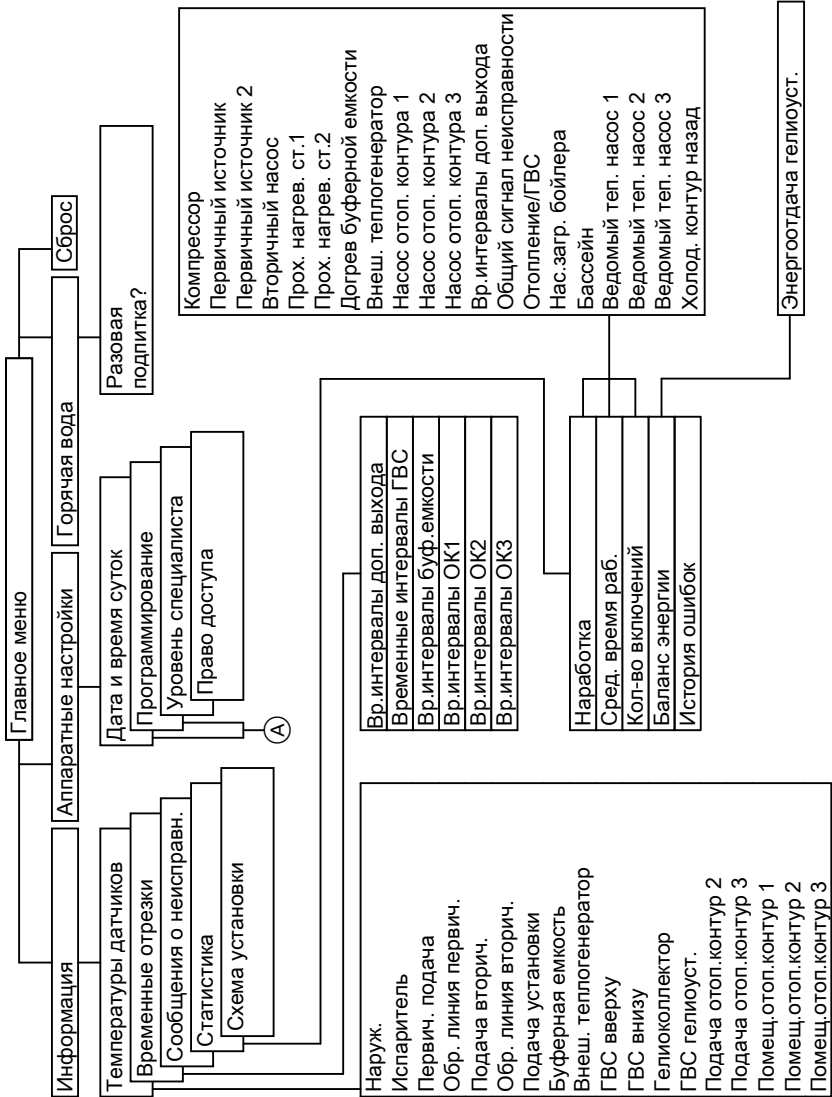 Главное меню
Информация
Аппаратные настройки
Горячая вода
Сброс
Температуры датчиков
Временные отрезки
Сообщения о неисправн.
Статистика
Схема установки
Дата и время суток
Программирование
Уровень специалиста
Право доступа
A
Разовая
подпитка?
Наруж.
Испаритель
Первич. подача
Обр. линия первич.
Подача вторич.
Обр. линия вторич.
Подача установки
Буферная емкость
Внеш. теплогенератор
ГВС вверху
ГВС внизу
Гелиоколлектор
ГВС гелиоуст.
Подача отоп.контур 2
Подача отоп.контур 3
Помещ.отоп.контур 1
Помещ.отоп.контур 2
Помещ.отоп.контур 3
Вр.интервалы доп. выхода
Временные интервалы ГВС
Вр.интервалы буф.емкости
Вр.интервалы ОК1
Вр.интервалы ОК2
Вр.интервалы ОК3
Наработка
Сред. время раб.
Кол-во включений
Баланс энергии
История ошибок
Компрессор
Первичный источник
Первичный источник 2
Вторичный насос
Прох. нагрев. ст.1
Прох. нагрев. ст.2
Догрев буферной емкости
Внеш. теплогенератор
Насос отоп. контура 1
Насос отоп. контура 2
Насос отоп. контура 3
Вр.интервалы доп. выхода
Общий сигнал неисправности
Отопление/ГВС
Нас.загр. бойлера
Бассейн
Ведомый теп. насос 1
Ведомый теп. насос 2
Ведомый теп. насос 3
Холод. контур назад
Энергоотдача гелиоуст.